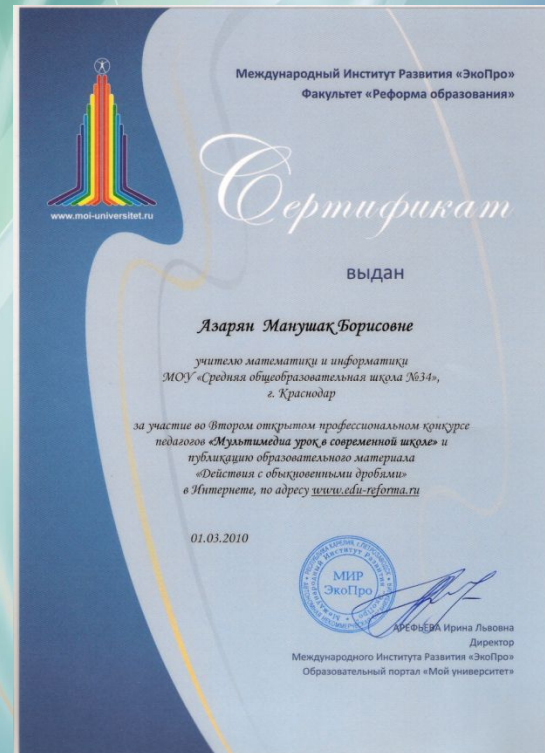 Международный Институт Развития «ЭкоПро»
Факультет «Реформа образования»
www.moi-universitet.ru
Сертификат
выдан
Азарян Манушак Борисовне
учителю математики и информатики
МОУ «Средняя общеобразовательная школа №34»,
г. Краснодар
за участие во Втором открытом профессиональном конкурсе
педагогов «Мультимедиа урок в современной школе» и
публикацию образовательного материала
«Действия с обыкновенными дробями»
в Интернете, по адресу www.edu-reforma.ru
01.03.2010
МИР
ЭкоПро
АРЕФЬЕВА Ирина Львовна
Директор
Международного Института Развития «ЭкоПро»
Образовательный портал «Мой университет»